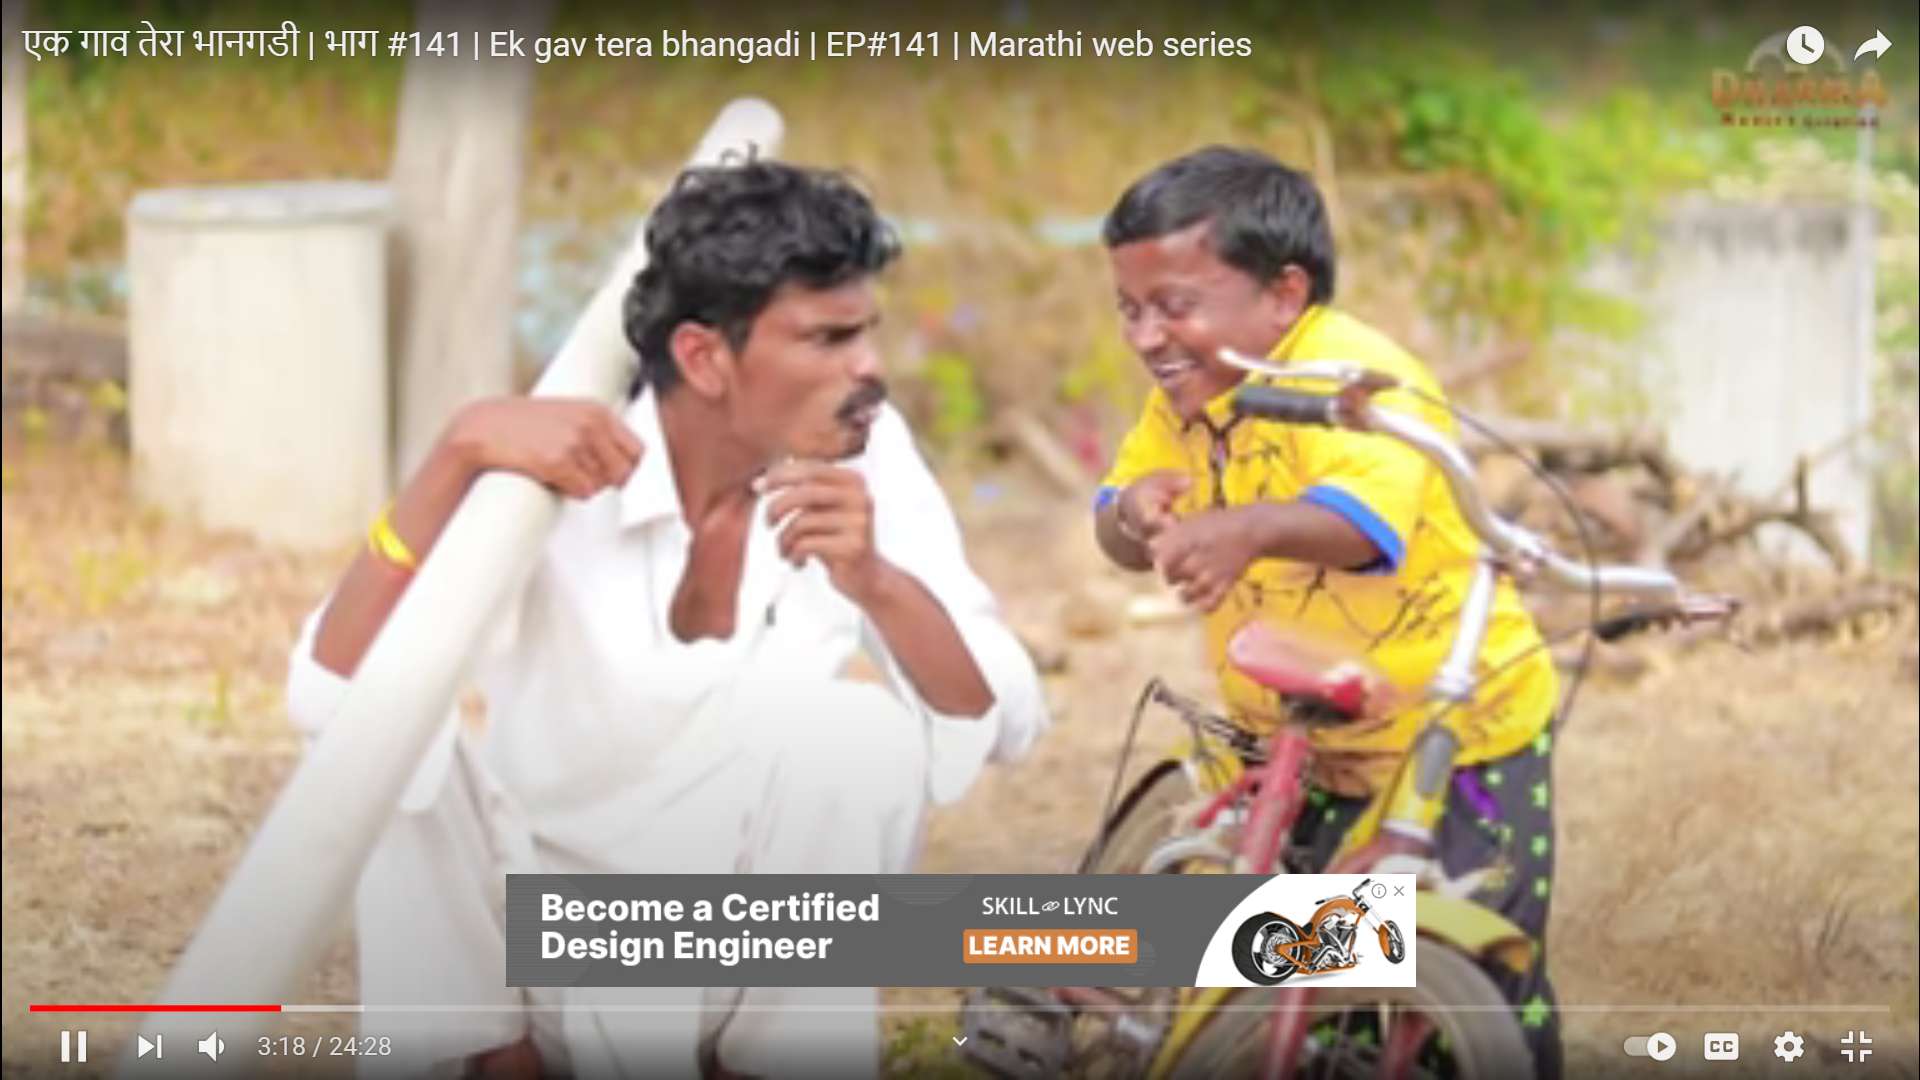 एक गाव तेरा भानगडी | भाग #141 | Ek gav tera bhangadi | EP#141 | Marathi web series
Become a Certified
Design Engineer
SKILL LYNC
LEARN MORE
3:18 / 24:28
CC